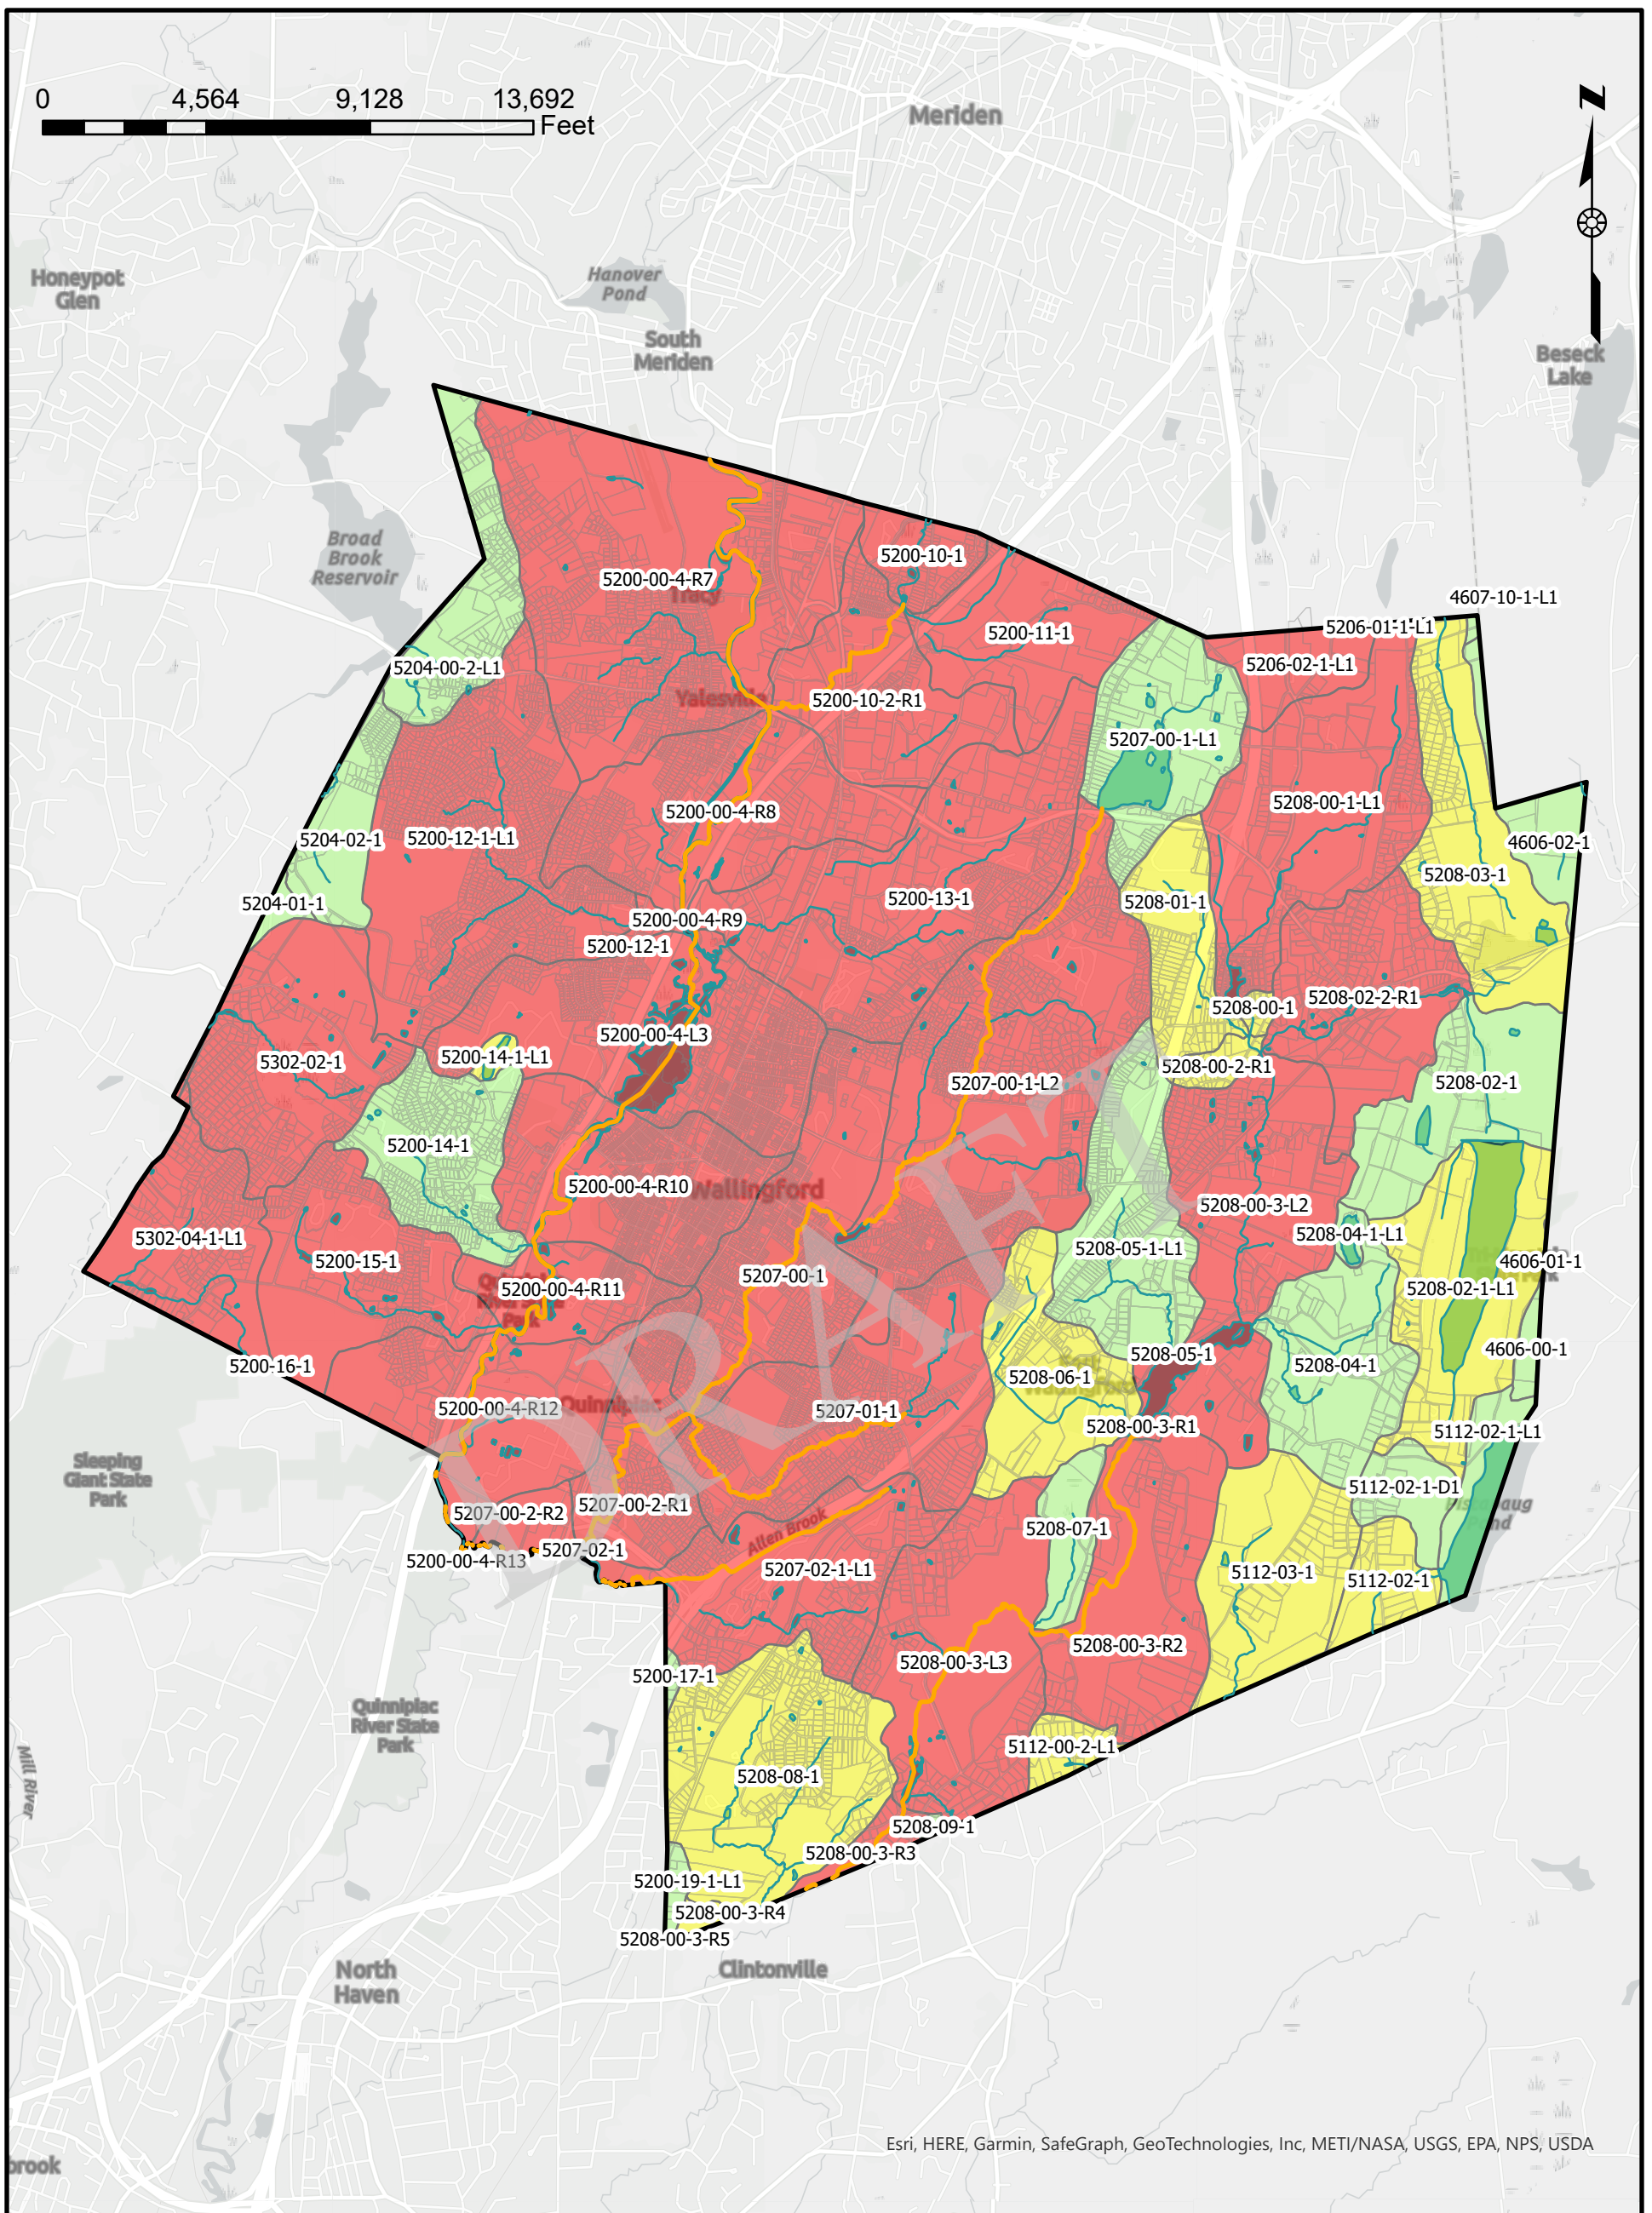 0 4,564 9,128 13,692
Feet
N
Meriden
Honeypot
Glen
Hanover
Pond
South
Meriden
Beseck
Lake
Broad
Brook
Reservoir
5200-10-1
5200-00-4-R7
Tracy
4607-10-1-L1
5200-11-1
5206-02-1-L1
5204-00-2-L1
Yalesville
5200-10-2-R1
5207-00-1-L1
5208-00-1-L1
5200-00-4-R8
5204-02-1
5200-12-1-L1
4606-02-1
5208-03-1
5204-01-1
5200-13-1
5208-01-1
5200-00-4-R9
5200-12-1
5208-02-2-R1
5208-00-1
5200-00-4-L3
5302-02-1
5200-14-1-L1
5208-00-2-R1
5207-00-1-L2
5208-02-1
5200-14-1
5200-00-4-R10
Wallingford
5208-00-3-L2
5302-04-1-L1
5208-04-1-L1
5208-05-1-L1
5200-15-1
4606-01-1
5207-00-1
5208-02-1-L1
5200-00-4-R11
Park
5200-16-1
5208-05-1
5208-04-1
4606-00-1
5208-06-1
5200-00-4-R12
Quinnipiac
5207-01-1
5208-00-3-R1
5112-02-1-L1
Sleeping
Giant State
Park
5112-02-1-D1
5207-00-2-R2
5207-00-2-R1
Allen Brook
5208-07-1
5200-00-4-R13
5207-02-1
5207-02-1-L1
5112-03-1
5112-02-1
5208-00-3-R2
5208-00-3-L3
5200-17-1
Quinnipiac
River State
Park
5112-00-2-L1
Mill River
5208-08-1
5208-09-1
5208-00-3-R3
5200-19-1-L1
5208-00-3-R4
5208-00-3-R5
North
Haven
Clintonville
DRAFT
Esri, HERE, Garmin, SafeGraph, GeoTechnologies, Inc, METI/NASA, USGS, EPA, NPS, USDA
brook